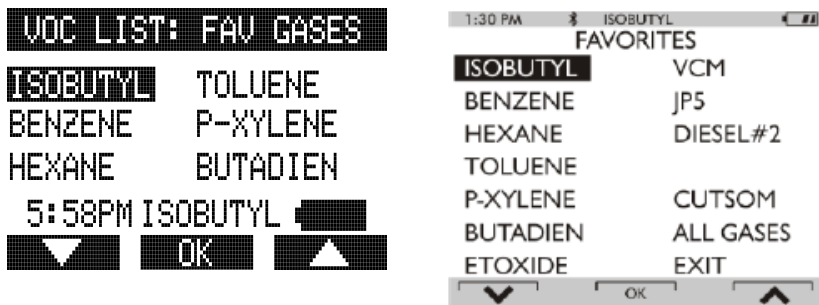 VOC LIST: FAV GASES
ISOBUTYL TOLUENE
BENZENE P-XYLENE
HEXANE BUTADIEN
5:58PM ISOBUTYL
OK
1:30 PM ISOBUTYL
FAVORITES
ISOBUTYL VCM
BENZENE JP5
HEXANE DIESEL#2
TOLUENE
P-XYLENE CUTSOM
BUTADIEN ALL GASES
ETOXIDE EXIT
OK